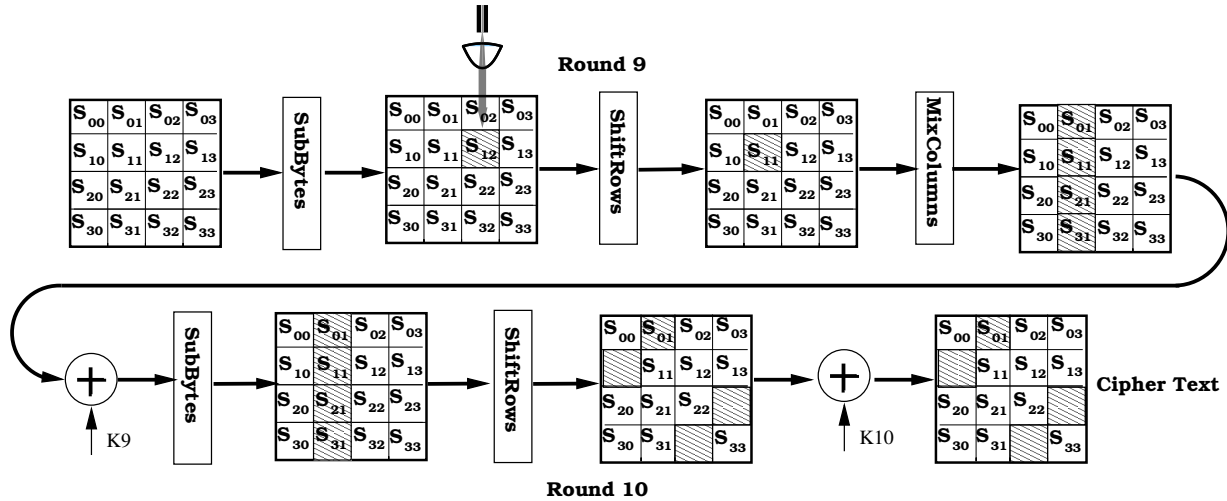 Round 9
S00 S01 S02 S03
S10 S11 S12 S13
S20 S21 S22 S23
S30 S31 S32 S33
SubBytes
S00 S01 S02 S03
S10 S11 S12 S13
S20 S21 S22 S23
S30 S31 S32 S33
ShiftRows
S00 S01 S02 S03
S10 S11 S12 S13
S20 S21 S22 S23
S30 S31 S32 S33
MixColumns
S00 S01 S02 S03
S10 S11 S12 S13
S20 S21 S22 S23
S30 S31 S32 S33
K9
SubBytes
S00 S01 S02 S03
S10 S11 S12 S13
S20 S21 S22 S23
S30 S31 S32 S33
ShiftRows
S00 S01 S02 S03
S11 S12 S13
S20 S21 S22
S30 S31 S33
K10
S00 S01 S02 S03
S11 S12 S13
S20 S21 S22
S30 S31 S33
Cipher Text
Round 10